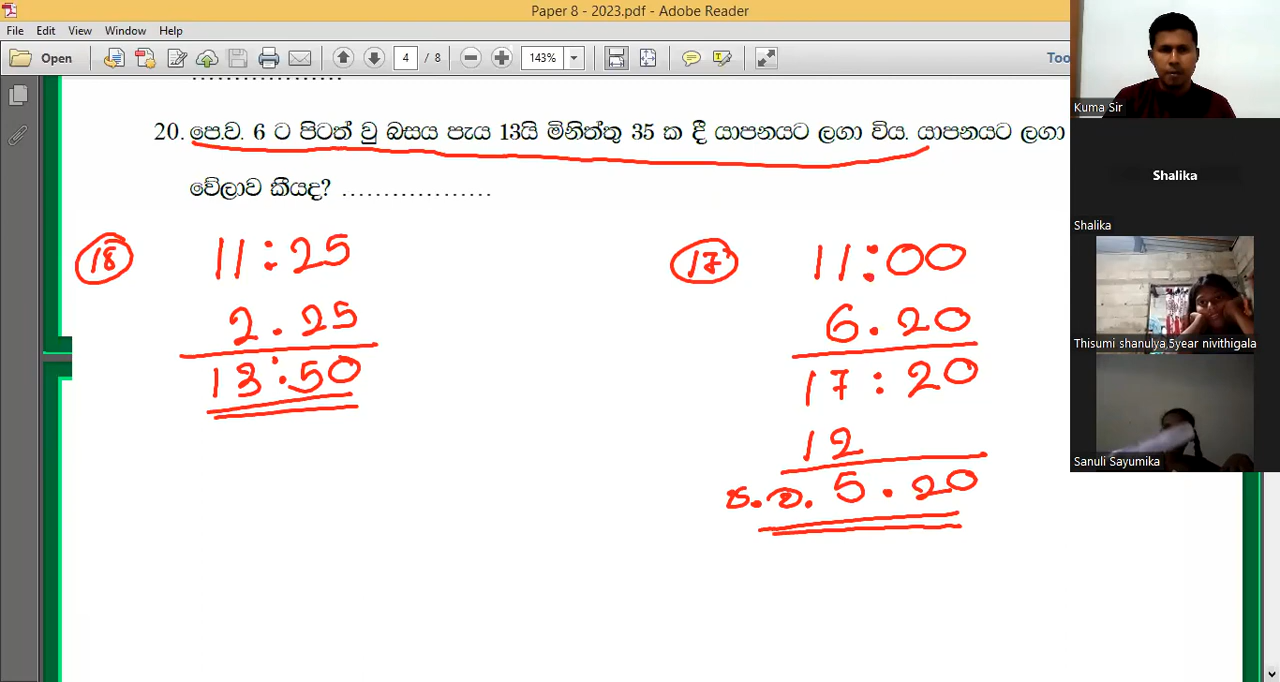 Paper 8 - 2023.pdf - Adobe Reader
File Edit View Window Help
Open 4 / 8 143% Too
20. පෙ.ව. 6 ට පිටත් වු බසය පැය 13යි මිනිත්තු 35 ක දී යාපනයට ලගා විය. යාපනයට ලගා
වේලාව කීයද? ..................
18 11:25
2.25
13:50
17 11:00
6.20
17:20
12
ප.ව. 5.20
Kuma Sir
Shalika
Shalika
Thisumi shanulya,5year nivithigala
Sanuli Sayumika